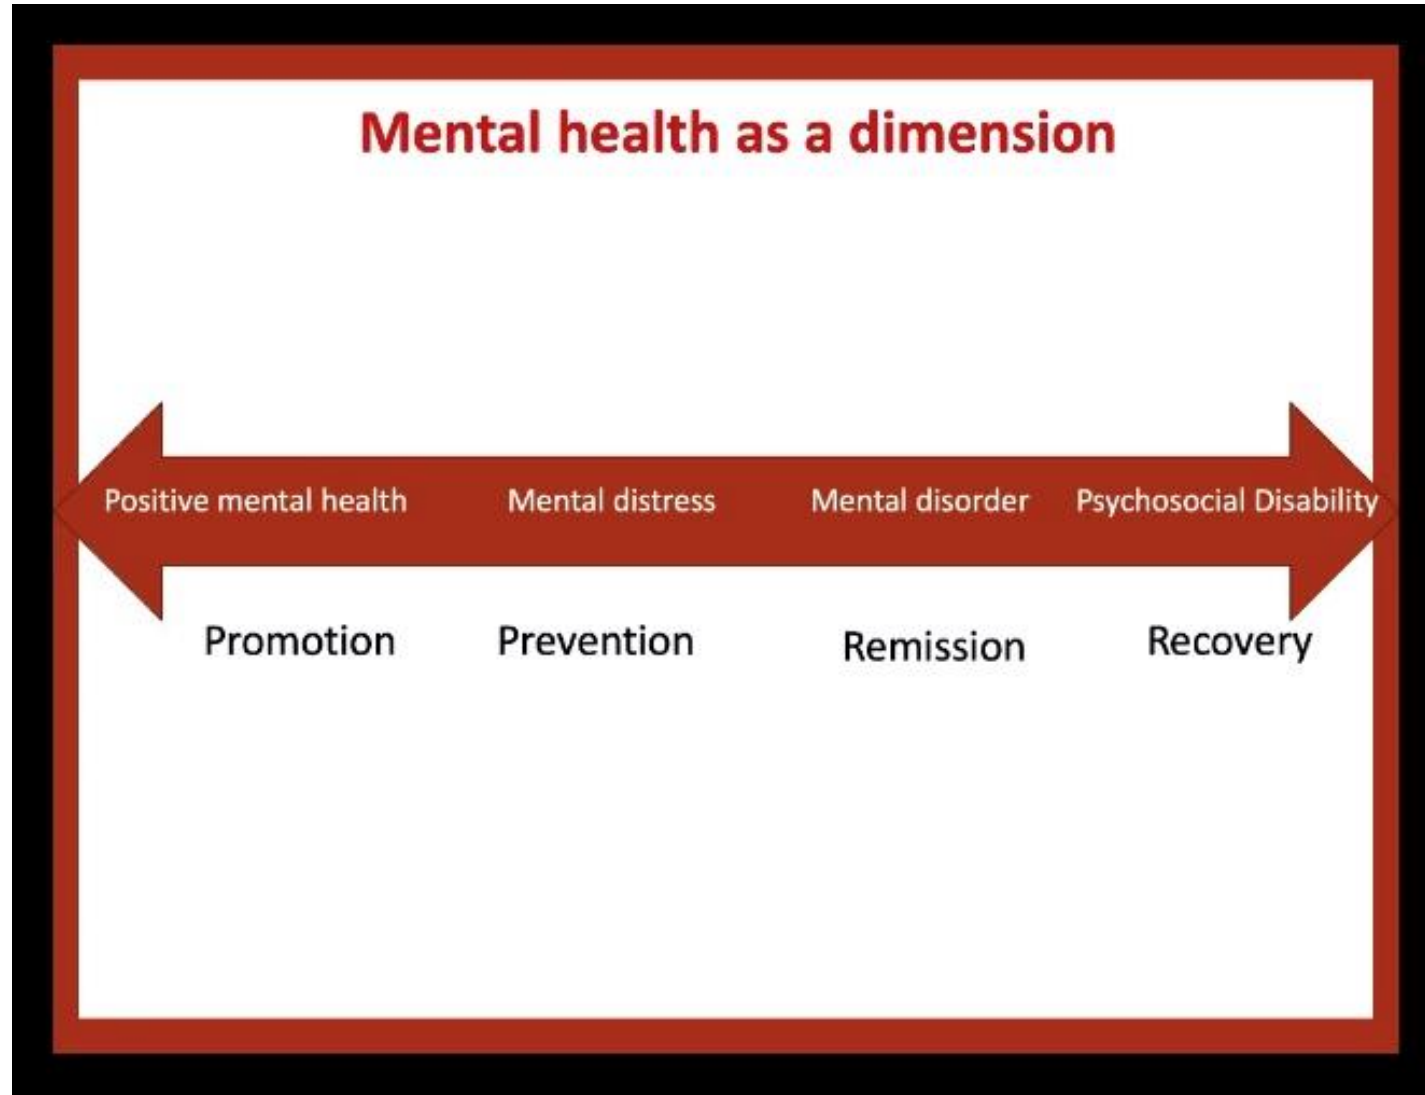 Mental health as a dimension
Positive mental health Mental distress Mental disorder Psychosocial Disability
Promotion Prevention Remission Recovery